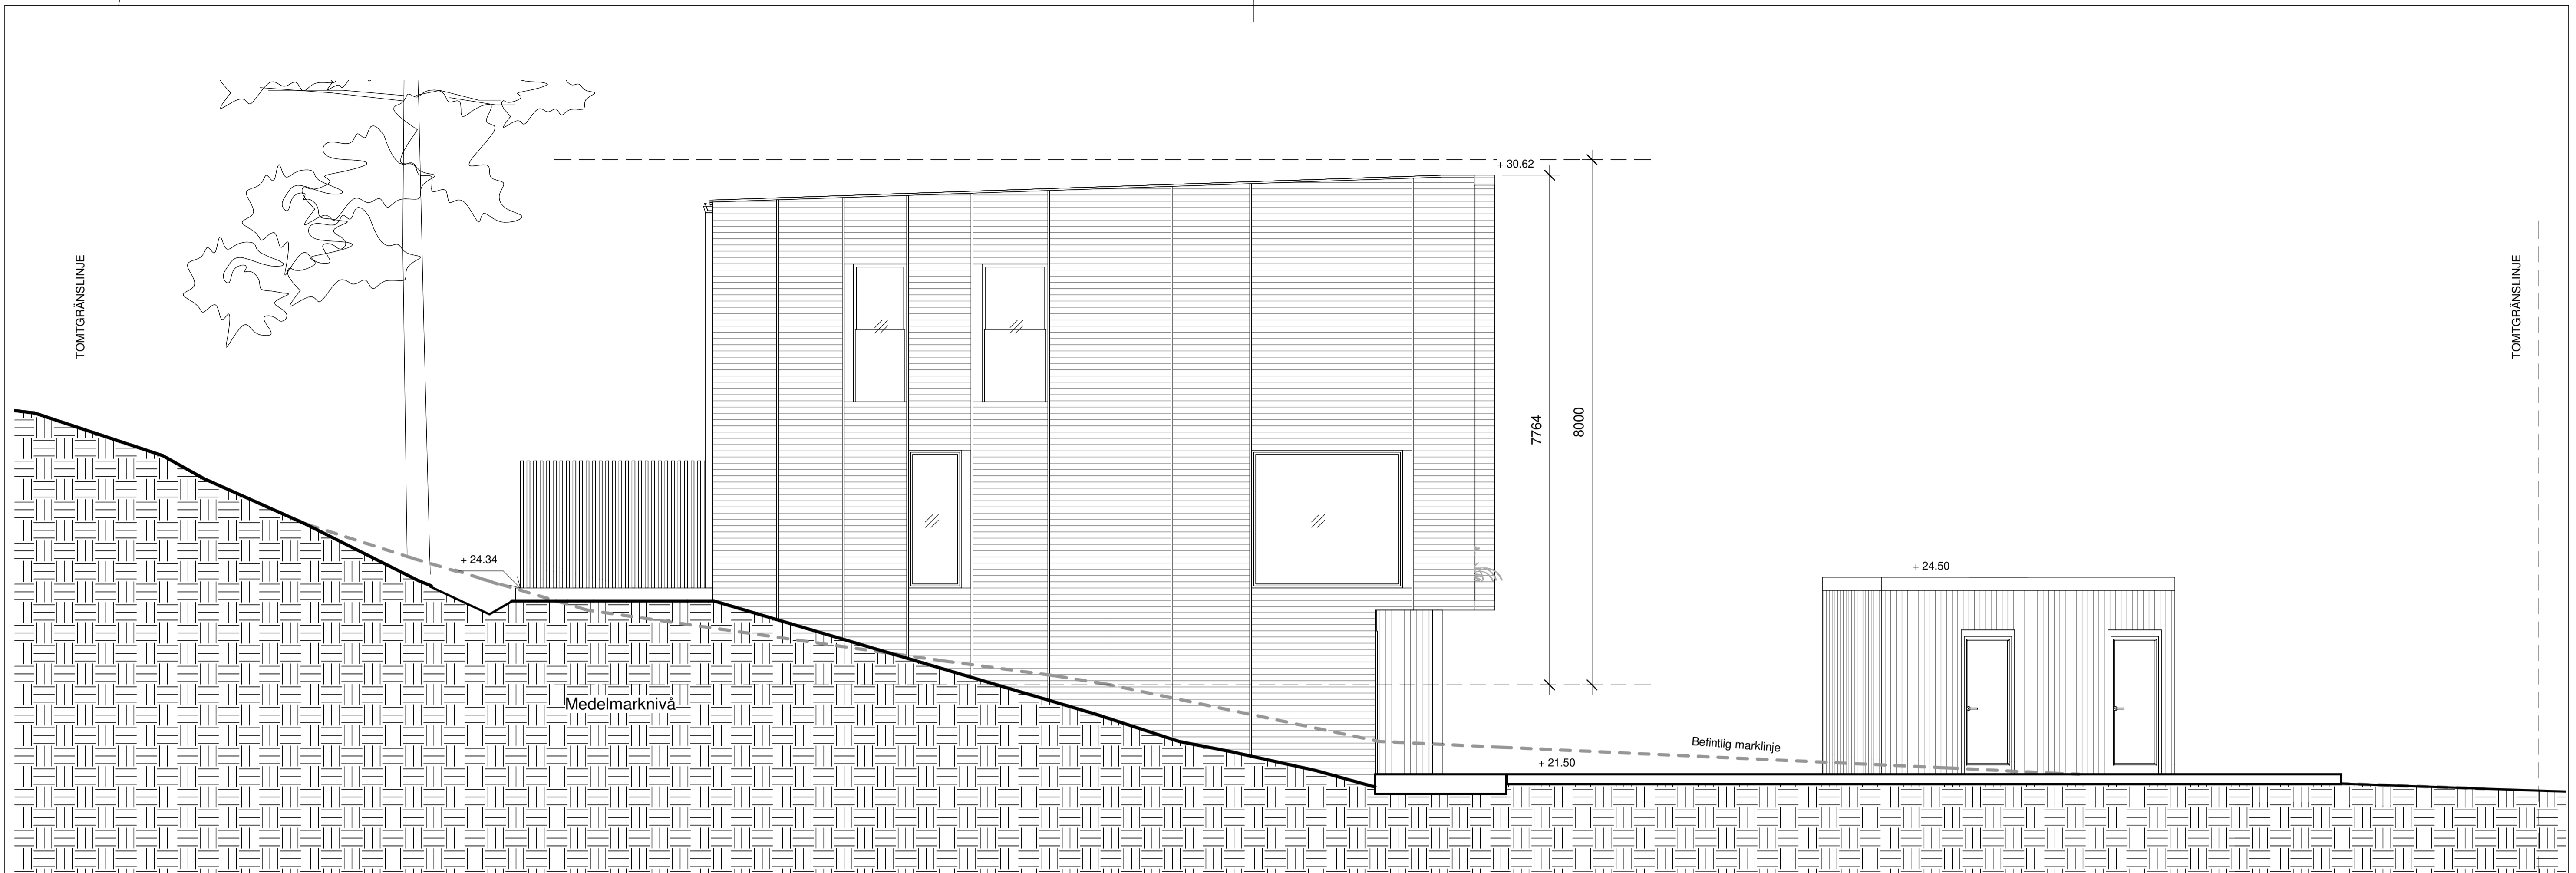 + 30.62
TOMTGRÄNSLINJE
TOMTGRÄNSLINJE
7764
8000
+ 24.34
+ 24.50
Medelmarknivå
Befintlig marklinje
+ 21.50